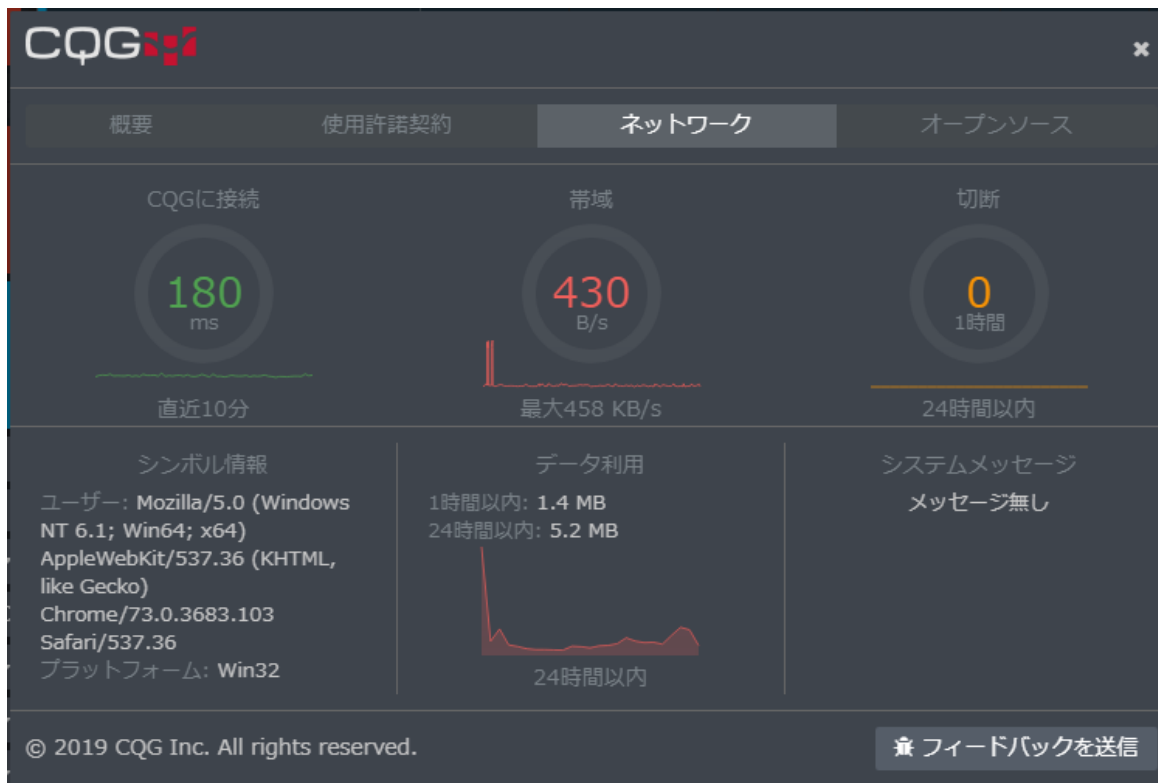 CQG
概要
使用許諾契約
ネットワーク
オープンソース
CQGに接続
180
ms
直近10分
帯域
430
B/s
最大458 KB/s
切断
0
1時間
24時間以内
シンボル情報
ユーザー: Mozilla/5.0 (Windows
NT 6.1; Win64; x64)
AppleWebKit/537.36 (KHTML,
like Gecko)
Chrome/73.0.3683.103
Safari/537.36
プラットフォーム: Win32
データ利用
1時間以内: 1.4 MB
24時間以内: 5.2 MB
24時間以内
システムメッセージ
メッセージ無し
© 2019 CQG Inc. All rights reserved.
フィードバックを送信